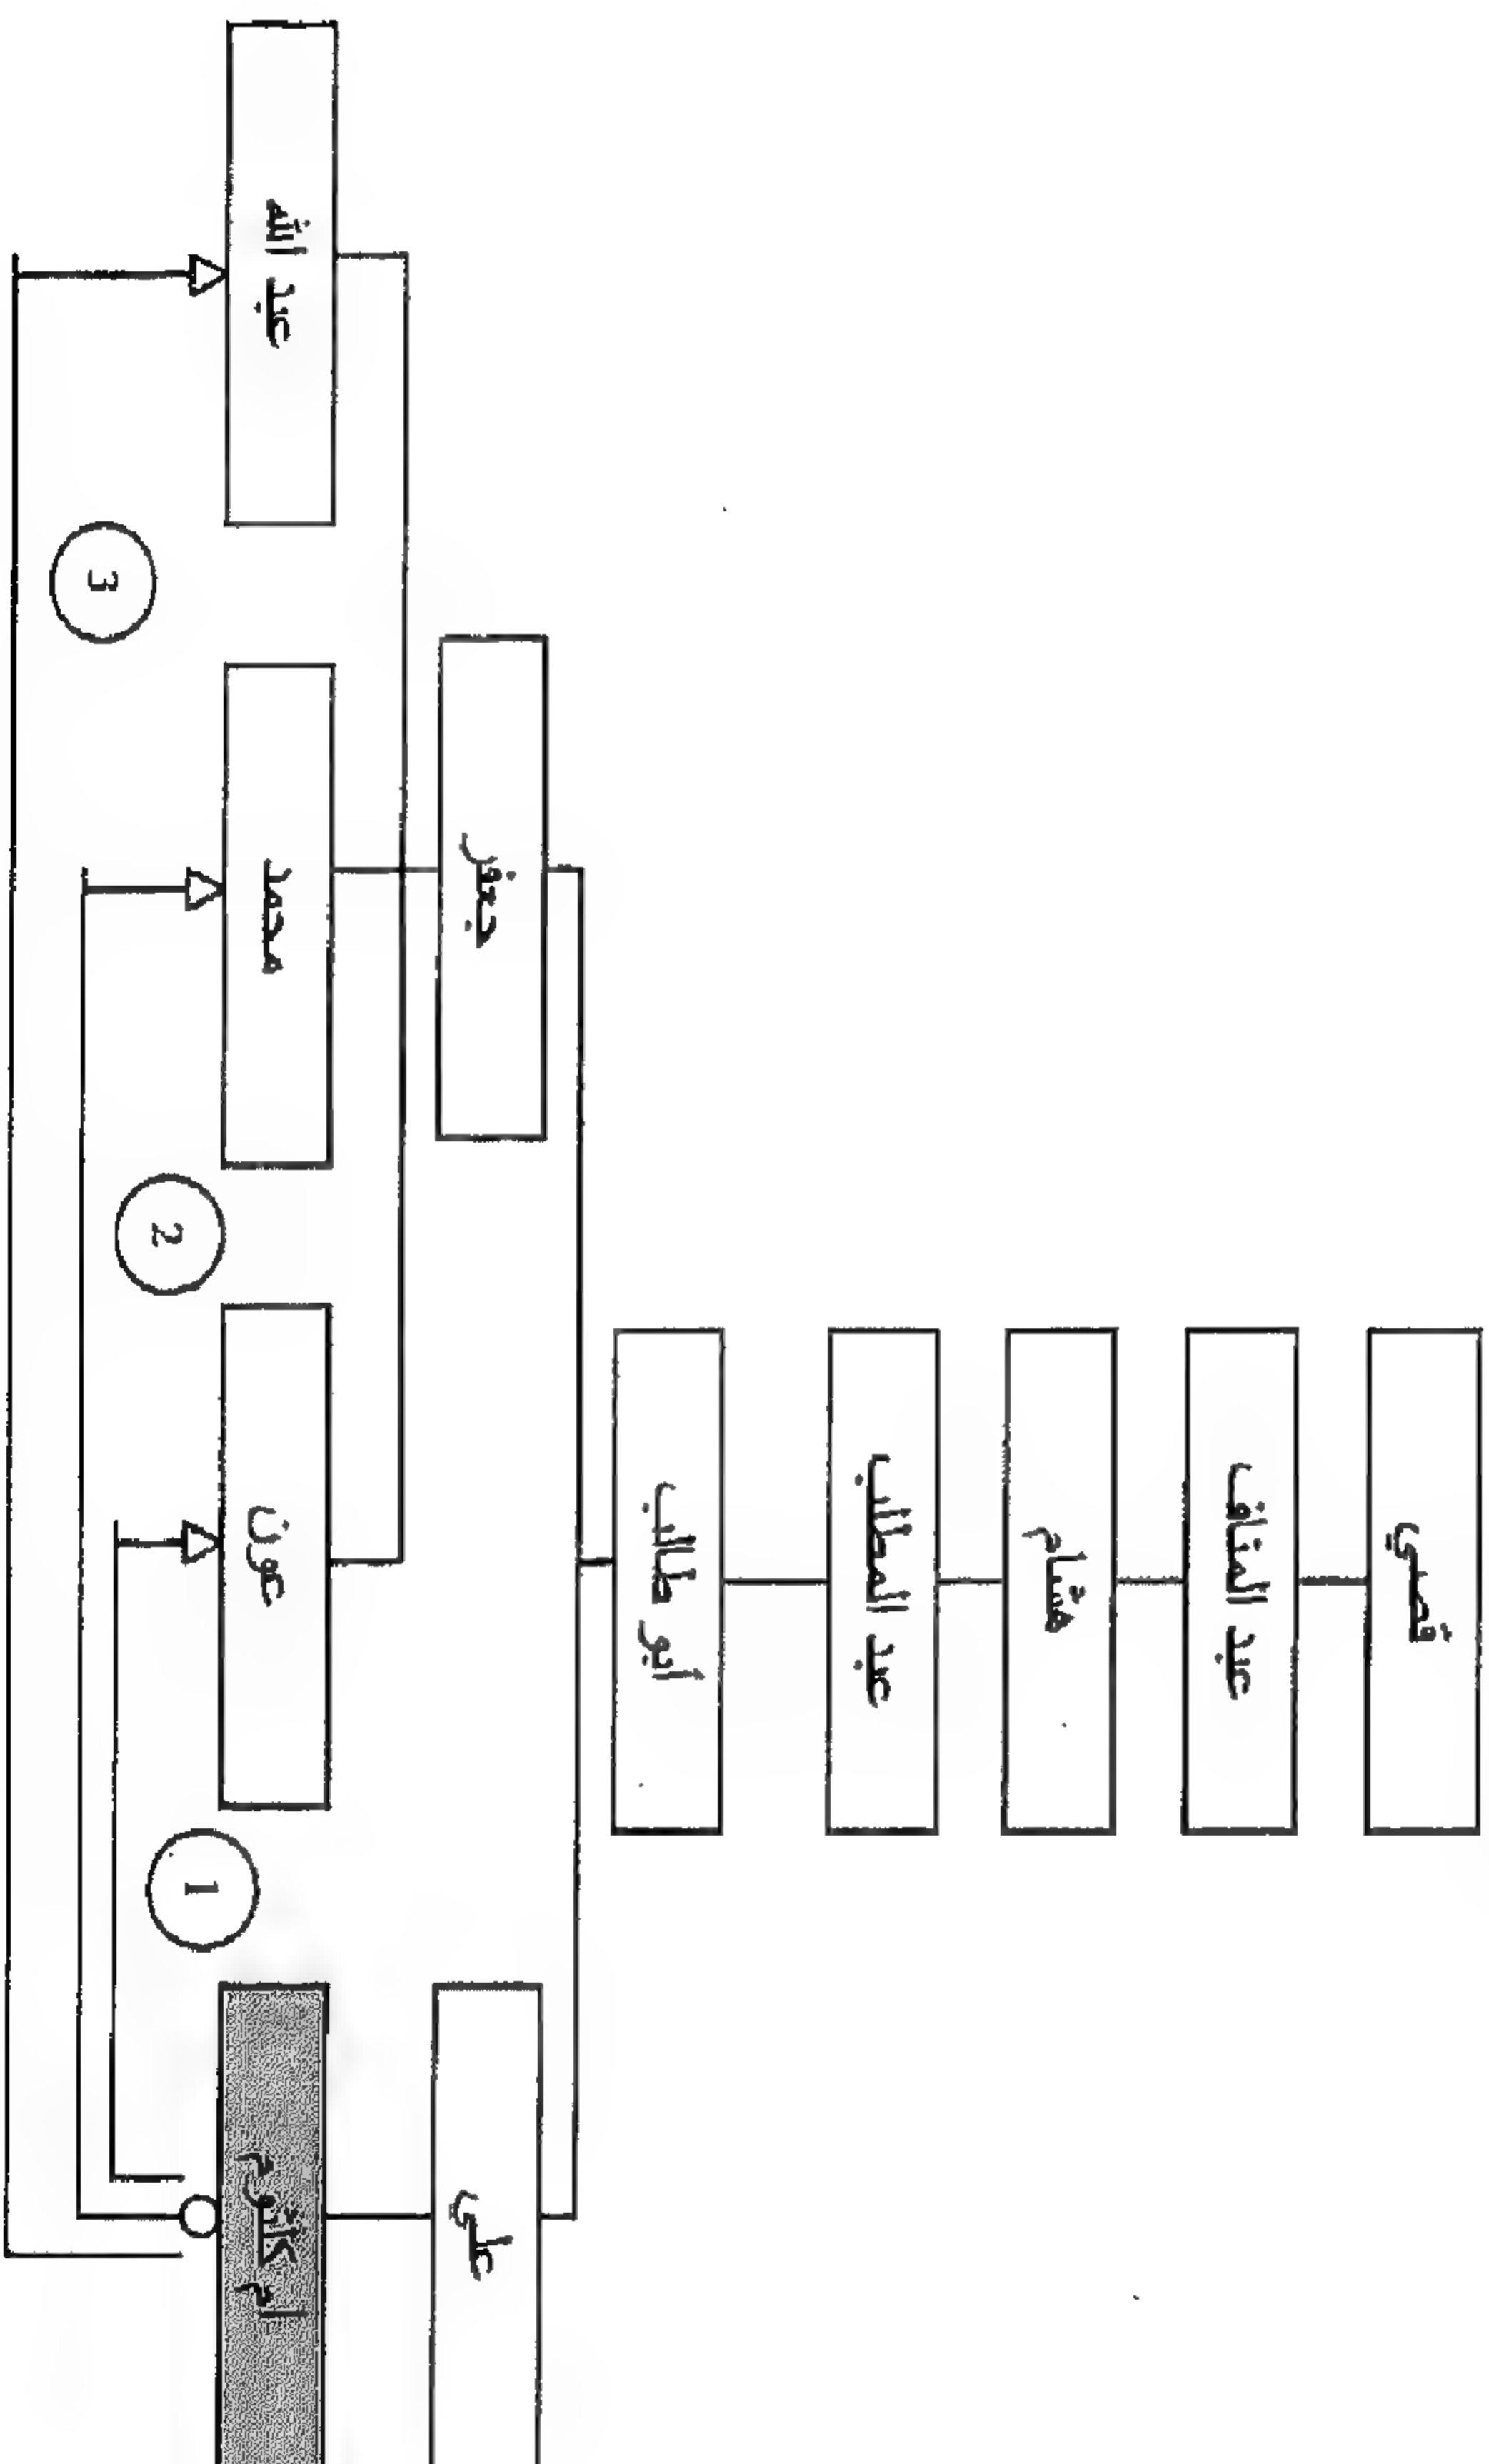 قصي
عبد المناف
هشام
عبد المطلب
أبو طالب
علي
جعفر
أم كلثوم
عون
محمد
عبد الله
1
2
3